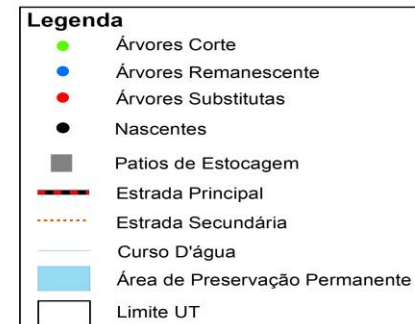 Legenda
Árvores Corte
Árvores Remanescente
Árvores Substitutas
Nascentes
Patios de Estocagem
Estrada Principal
Estrada Secundária
Curso D'água
Área de Preservação Permanente
Limite UT